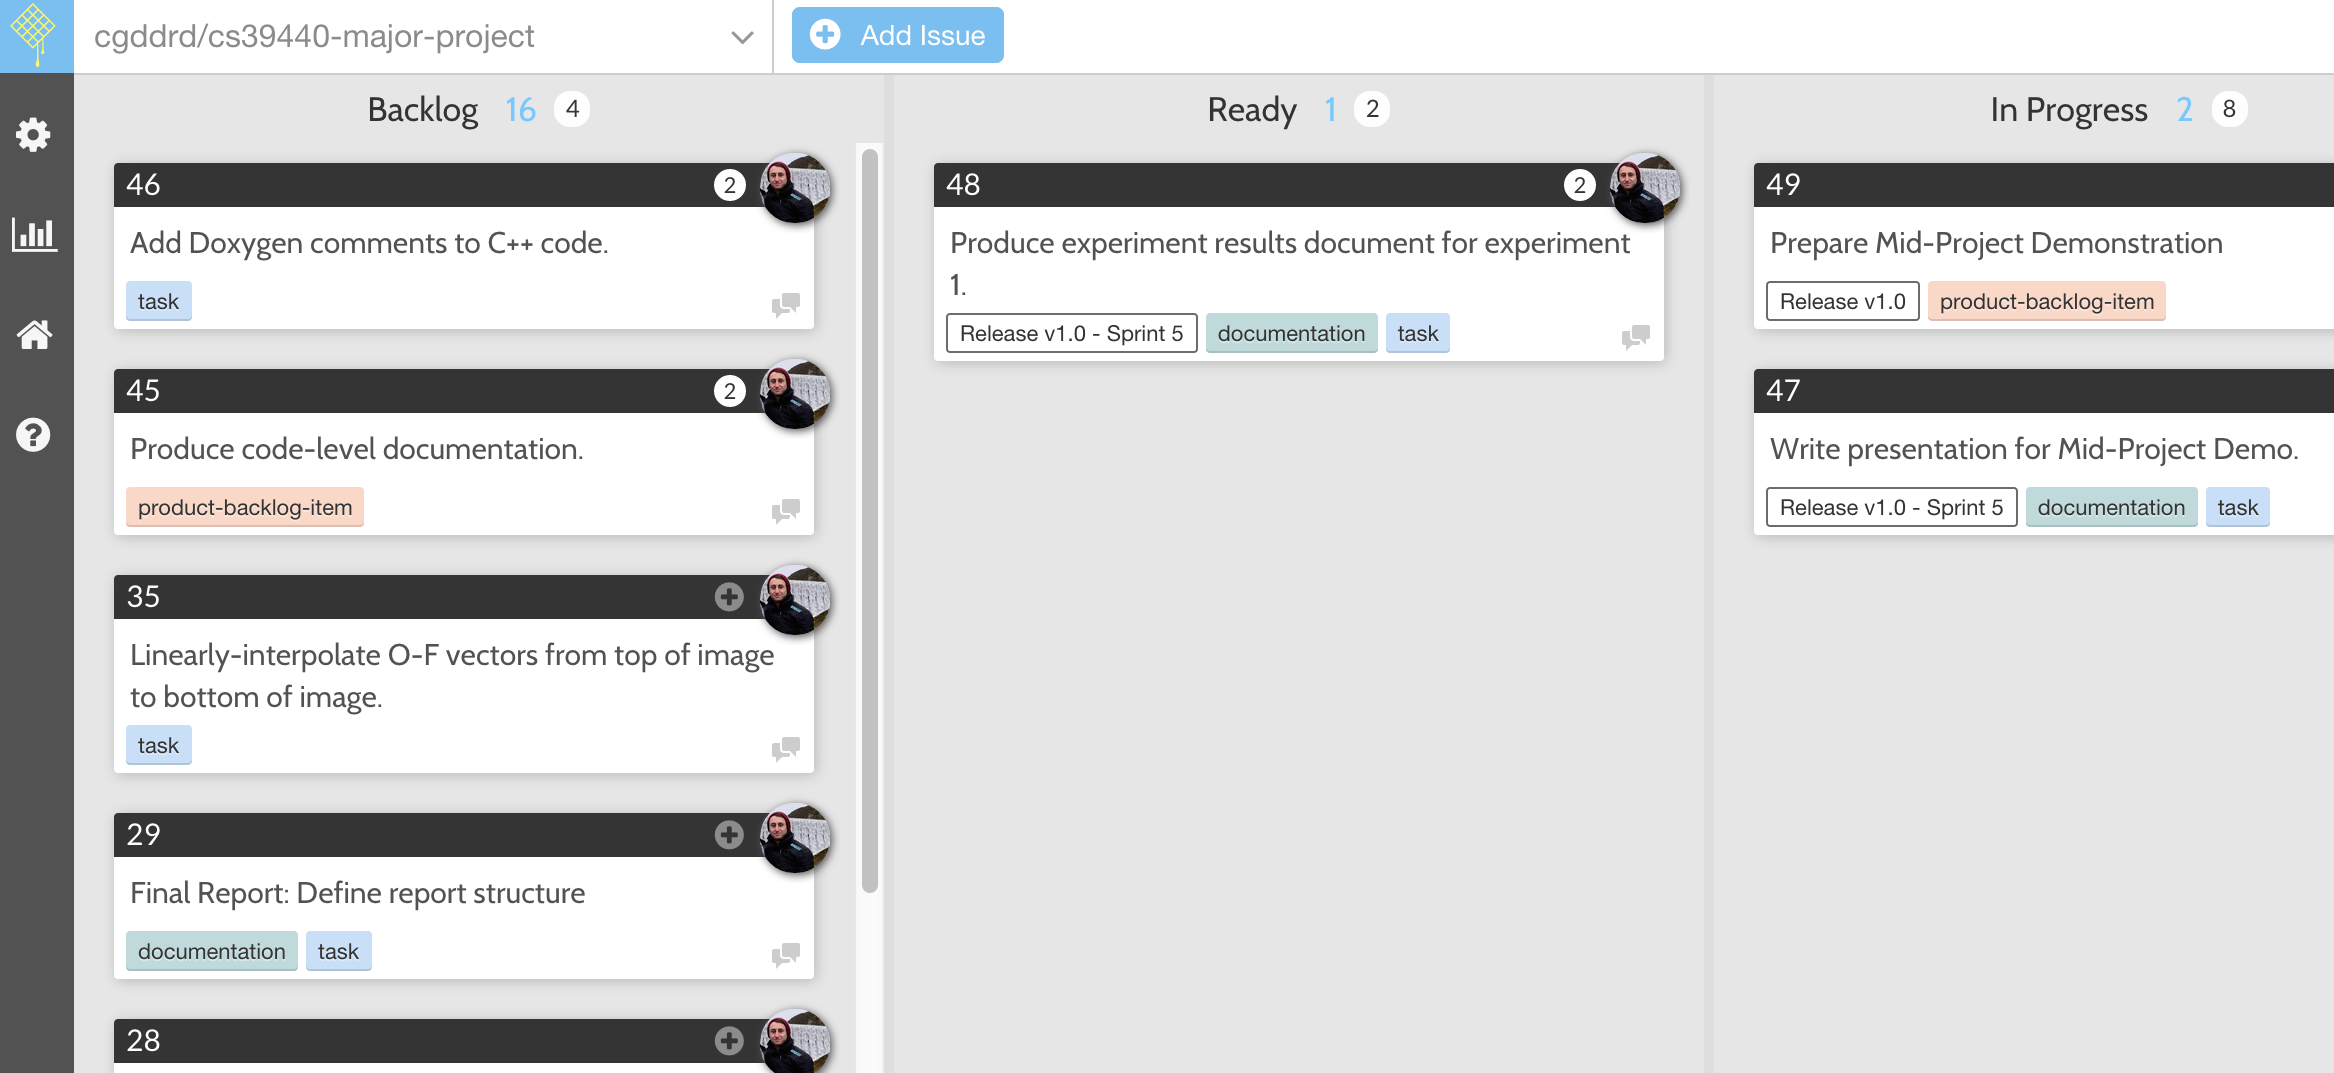 cgddrd/cs39440-major-project
Add Issue
Backlog 16 4
46 2
Add Doxygen comments to C++ code.
task
45 2
Produce code-level documentation.
product-backlog-item
35
Linearly-interpolate O-F vectors from top of image
to bottom of image.
task
29
Final Report: Define report structure
documentation task
28
Ready 1 2
48 2
Produce experiment results document for experiment
1.
Release v1.0 - Sprint 5 documentation task
In Progress 2 8
49
Prepare Mid-Project Demonstration
Release v1.0 product-backlog-item
47
Write presentation for Mid-Project Demo.
Release v1.0 - Sprint 5 documentation task